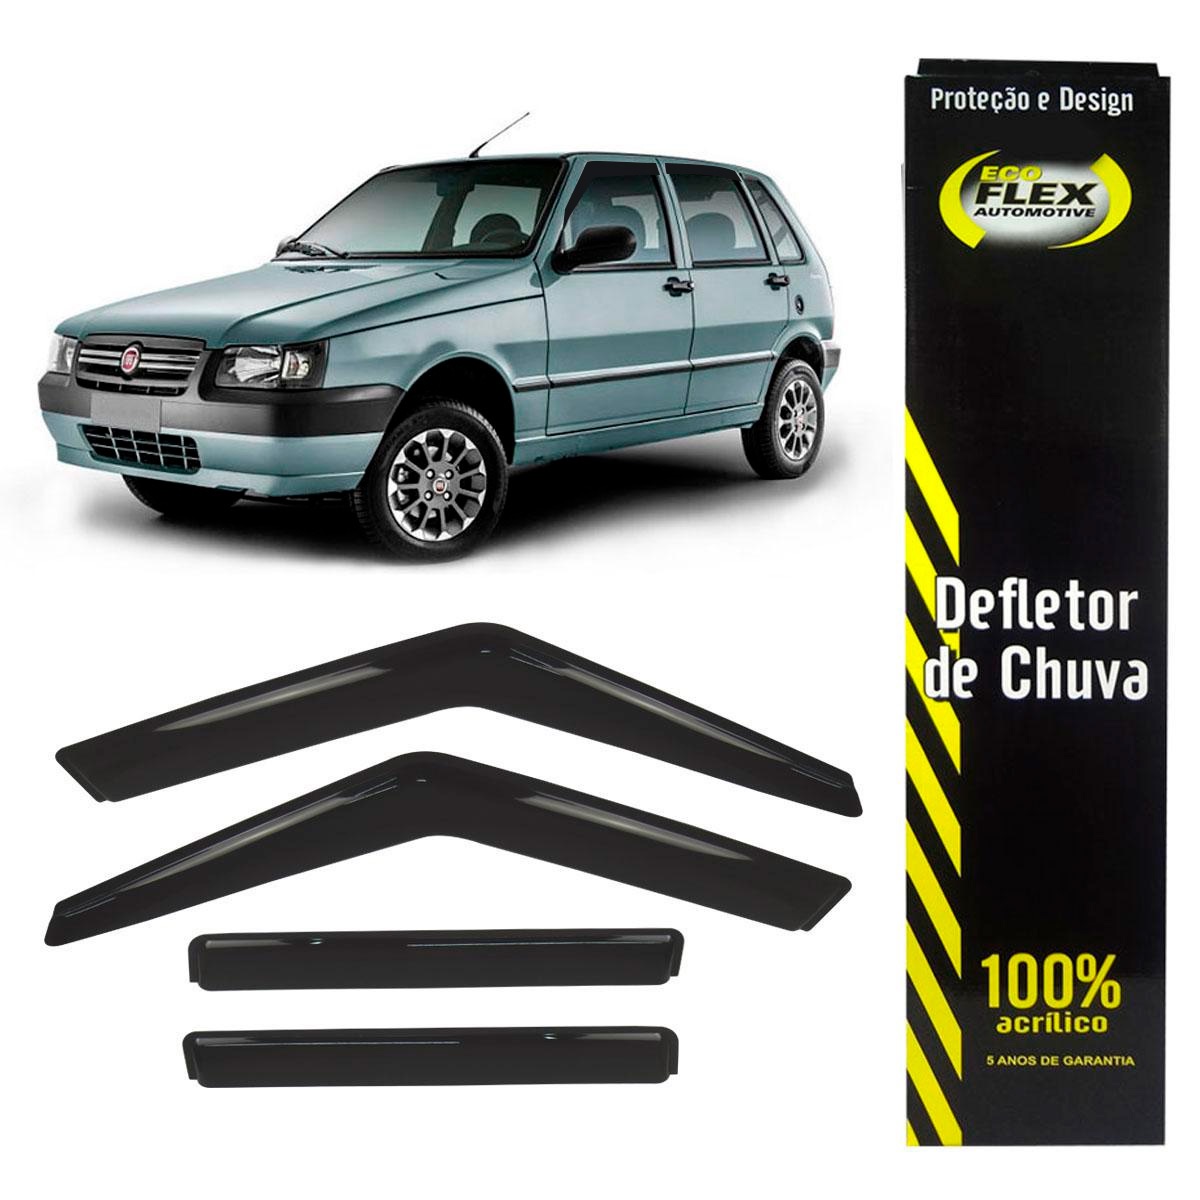 Proteção e Design
ECO
FLEX
AUTOMOTIVE
Defletor
de Chuva
100%
acrílico
5 ANOS DE GARANTIA